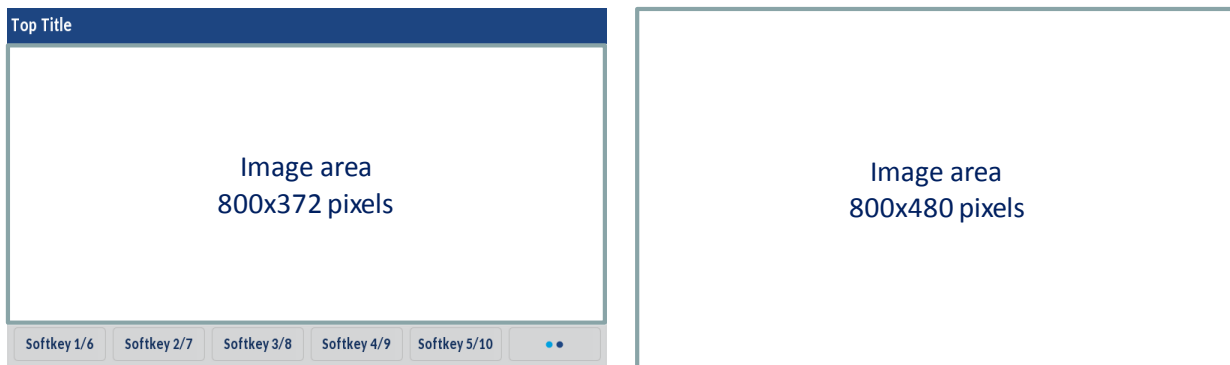 Top Title
Image area
800x372 pixels
Softkey 1/6
Softkey 2/7
Softkey 3/8
Softkey 4/9
Softkey 5/10
Image area
800x480 pixels